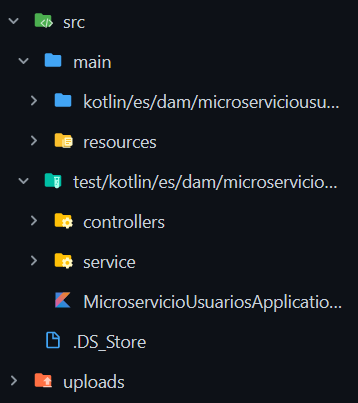 src
main
kotlin/es/dam/microserviciousu...
resources
test/kotlin/es/dam/microservicio...
controllers
service
MicroservicioUsuariosApplicatio...
.DS_Store
uploads